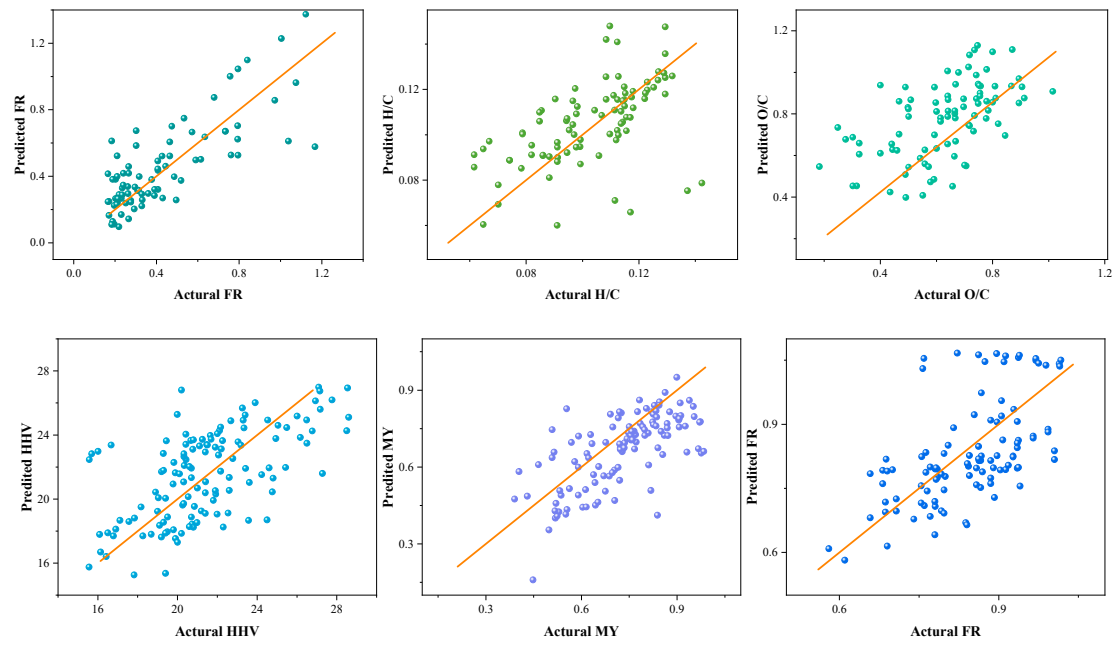 Predicted FR
1.2
0.8
0.4
0.0
0.0 0.4 0.8 1.2
Actural FR
Predited H/C
0.12
0.08
0.08 0.12
Actural H/C
Predited O/C
1.2
0.8
0.4
0.4 0.8 1.2
Actural O/C
Predited HHV
28
24
20
16
16 20 24 28
Actural HHV
Predited MY
0.9
0.6
0.3
0.3 0.6 0.9
Actural MY
Predited FR
0.9
0.6
0.6 0.9
Actural FR